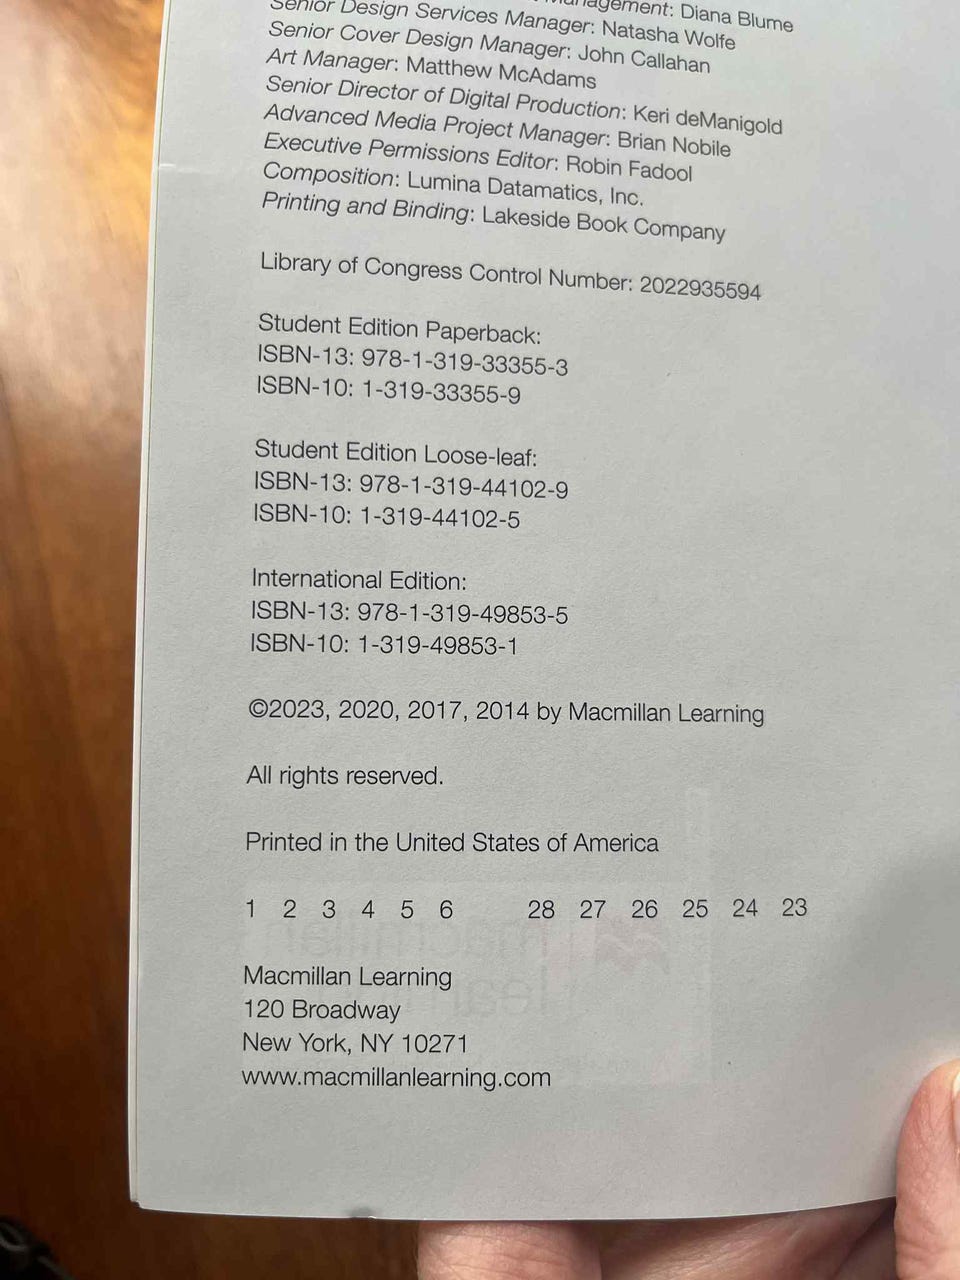 Management: Diana Blume
Senior Design Services Manager: Natasha Wolfe
Senior Cover Design Manager: John Callahan
Art Manager: Matthew McAdams
Senior Director of Digital Production: Keri deManigold
Advanced Media Project Manager: Brian Nobile
Executive Permissions Editor: Robin Fadool
Composition: Lumina Datamatics, Inc.
Printing and Binding: Lakeside Book Company
Library of Congress Control Number: 2022935594
Student Edition Paperback:
ISBN-13: 978-1-319-33355-3
ISBN-10: 1-319-33355-9
Student Edition Loose-leaf:
ISBN-13: 978-1-319-44102-9
ISBN-10: 1-319-44102-5
International Edition:
ISBN-13: 978-1-319-49853-5
ISBN-10: 1-319-49853-1
©2023, 2020, 2017, 2014 by Macmillan Learning
All rights reserved.
Printed in the United States of America
1 2 3 4 5 6 28 27 26 25 24 23
Macmillan Learning
120 Broadway
New York, NY 10271
www.macmillanlearning.com